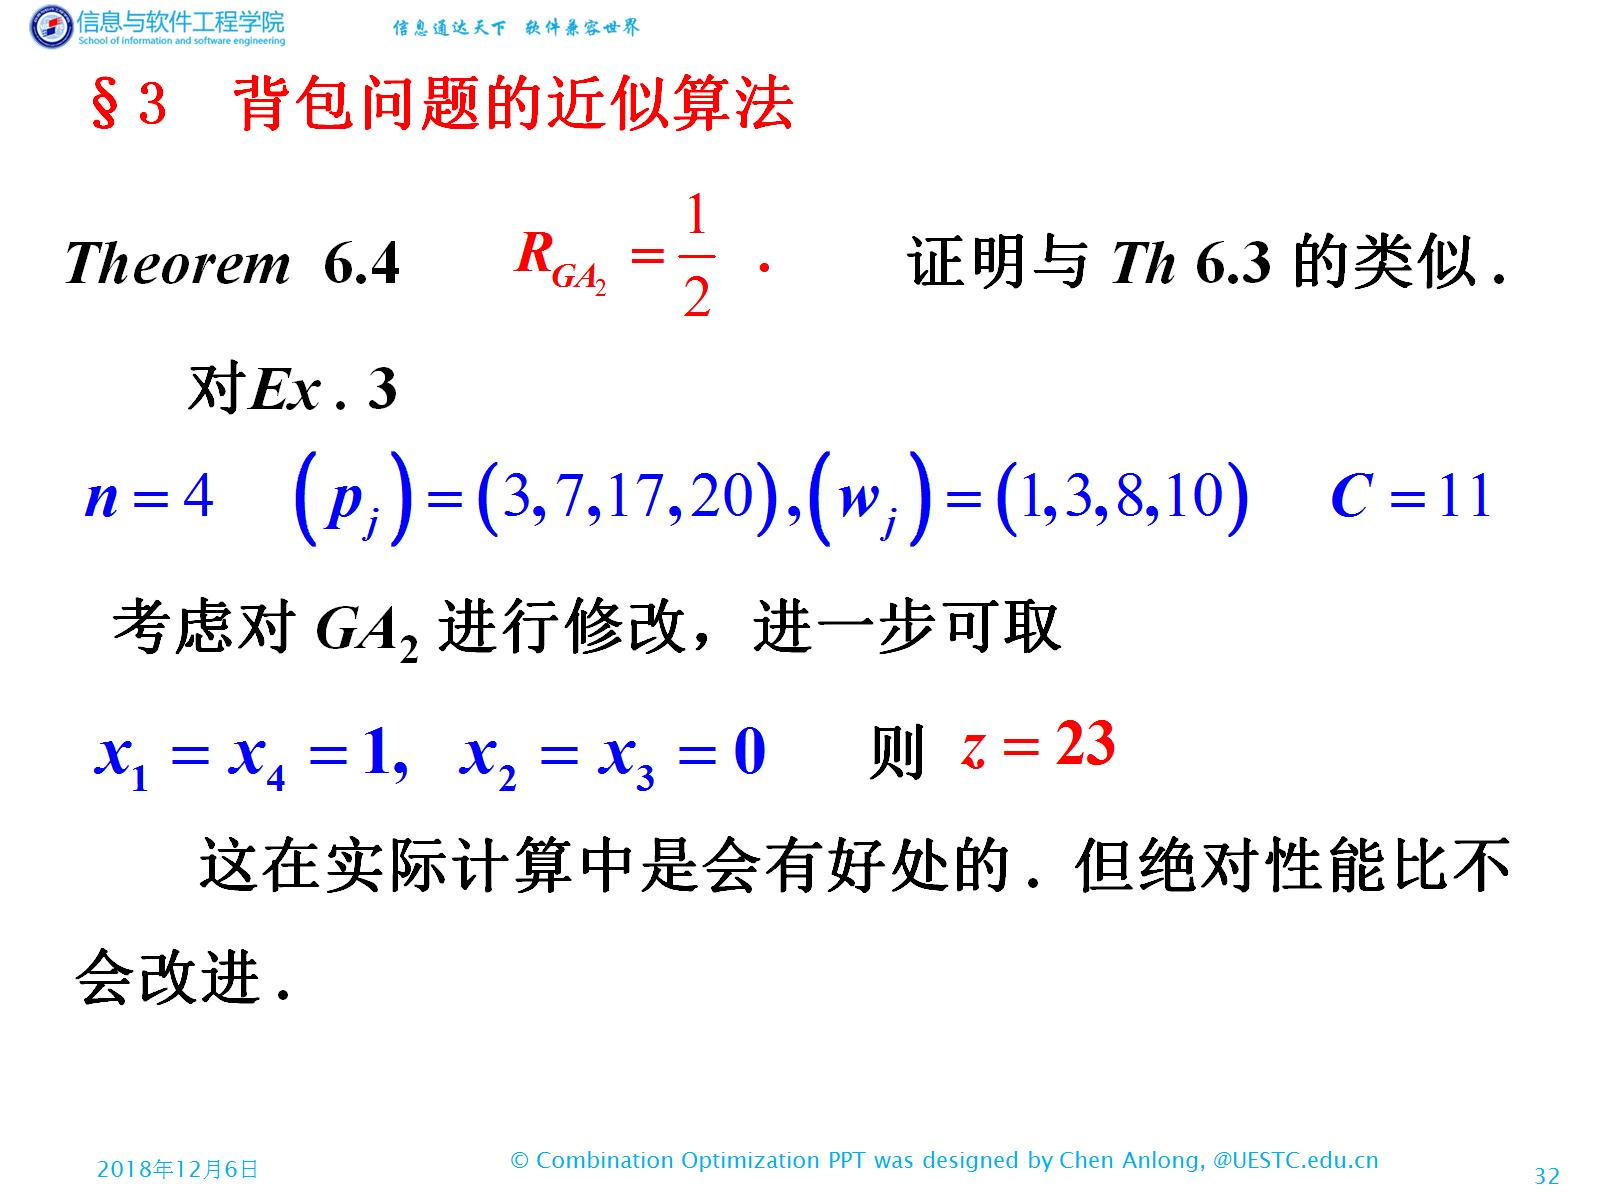 信息与软件工程学院
School of information and software engineering
信息通达天下 软件兼容世界
§3 背包问题的近似算法
Theorem 6.4 R_{GA_2} = 1/2 . 证明与 Th 6.3 的类似 .
对Ex . 3
n = 4 (p_j) = (3,7,17,20),(w_j) = (1,3,8,10) C = 11
考虑对 GA_2 进行修改，进一步可取
x_1 = x_4 = 1, x_2 = x_3 = 0 则 z = 23
这在实际计算中是会有好处的 . 但绝对性能比不
会改进 .
2018年12月6日
© Combination Optimization PPT was designed by Chen Anlong, @UESTC.edu.cn
32